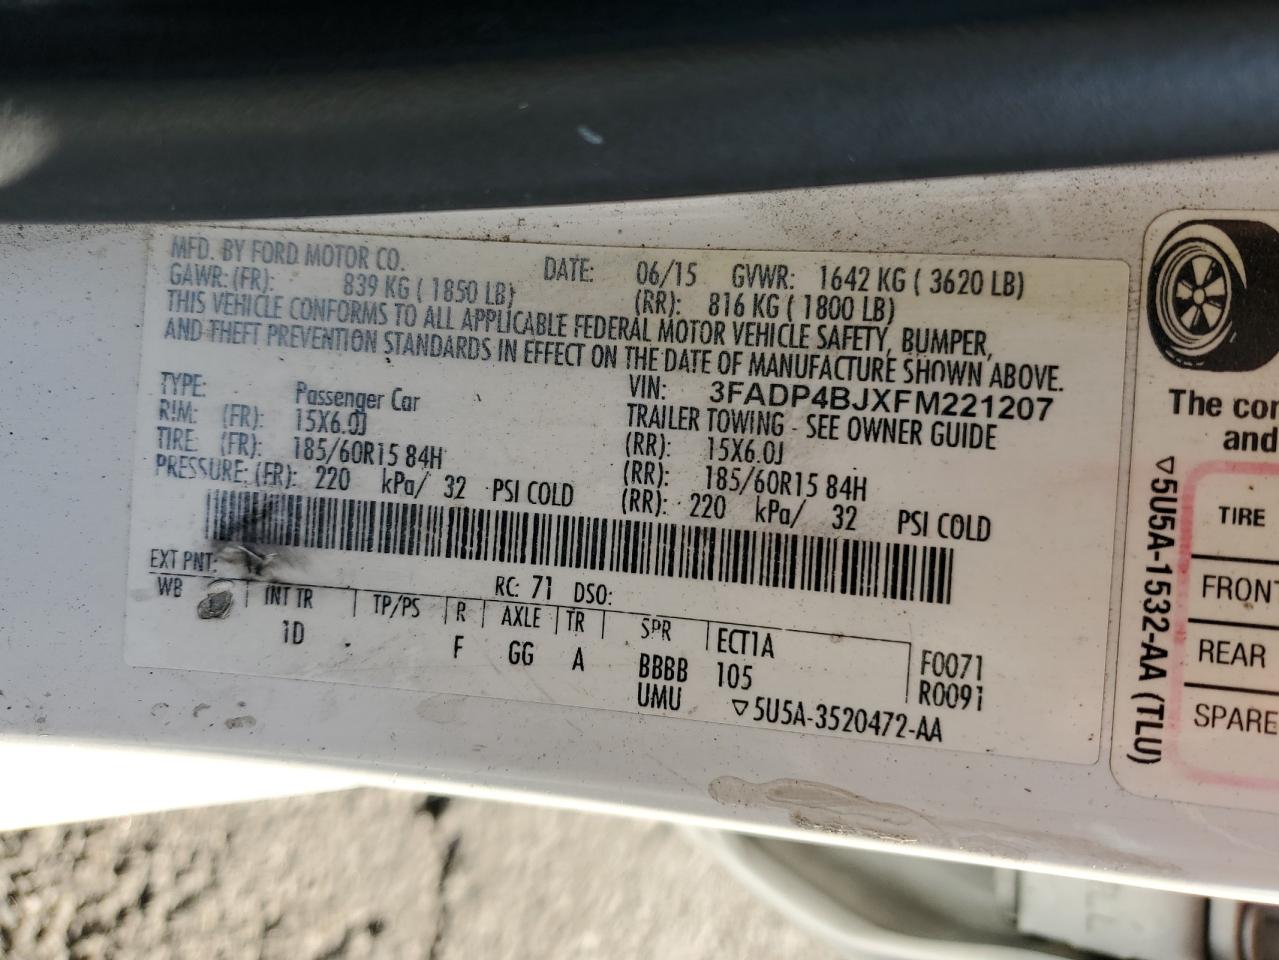 MFD. BY FORD MOTOR CO. DATE: 06/15 GVWR: 1642 KG ( 3620 LB)
GAWR: (FR): 839 KG ( 1850 LB) (RR): 816 KG ( 1800 LB)
THIS VEHICLE CONFORMS TO ALL APPLICABLE FEDERAL MOTOR VEHICLE SAFETY, BUMPER,
AND THEFT PREVENTION STANDARDS IN EFFECT ON THE DATE OF MANUFACTURE SHOWN ABOVE.
VIN: 3FADP4BJXFM221207
TYPE: Passenger Car TRAILER TOWING - SEE OWNER GUIDE
RIM: (FR): 15X6.0J (RR): 15X6.0J
TIRE: (FR): 185/60R15 84H (RR): 185/60R15 84H
PRESSURE: (FR): 220 kPa/ 32 PSI COLD (RR): 220 kPa/ 32 PSI COLD
EXT PNT: RC: 71 DSO:
WB INT TR TP/PS R AXLE TR SPR ECT1A F0071
1D F GG A BBBB 105 R0091
UMU ▽5U5A-3520472-AA
▽5U5A-1532-AA (TLU)
The con
and
TIRE
FRONT
REAR
SPARE